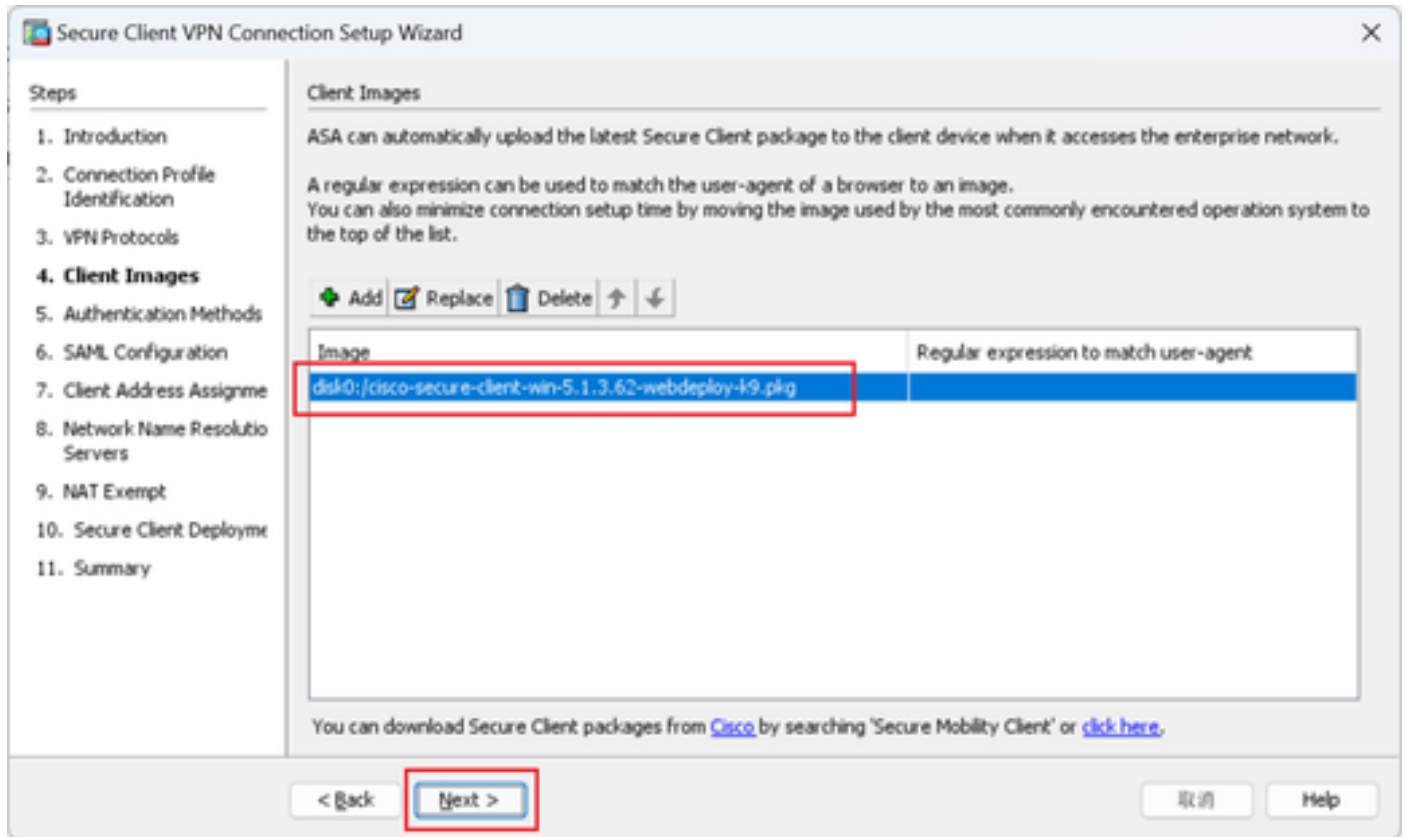 Secure Client VPN Connection Setup Wizard
Steps
1. Introduction
2. Connection Profile
Identification
3. VPN Protocols
4. Client Images
5. Authentication Methods
6. SAML Configuration
7. Client Address Assignme
8. Network Name Resolutio
Servers
9. NAT Exempt
10. Secure Client Deployme
11. Summary
Client Images
ASA can automatically upload the latest Secure Client package to the client device when it accesses the enterprise network.
A regular expression can be used to match the user-agent of a browser to an image.
You can also minimize connection setup time by moving the image used by the most commonly encountered operation system to
the top of the list.
Add Replace Delete
Image Regular expression to match user-agent
disk0:/cisco-secure-client-win-5.1.3.62-webdeploy-k9.pkg
You can download Secure Client packages from Cisco by searching 'Secure Mobility Client' or click here.
< Back Next > 取消 Help